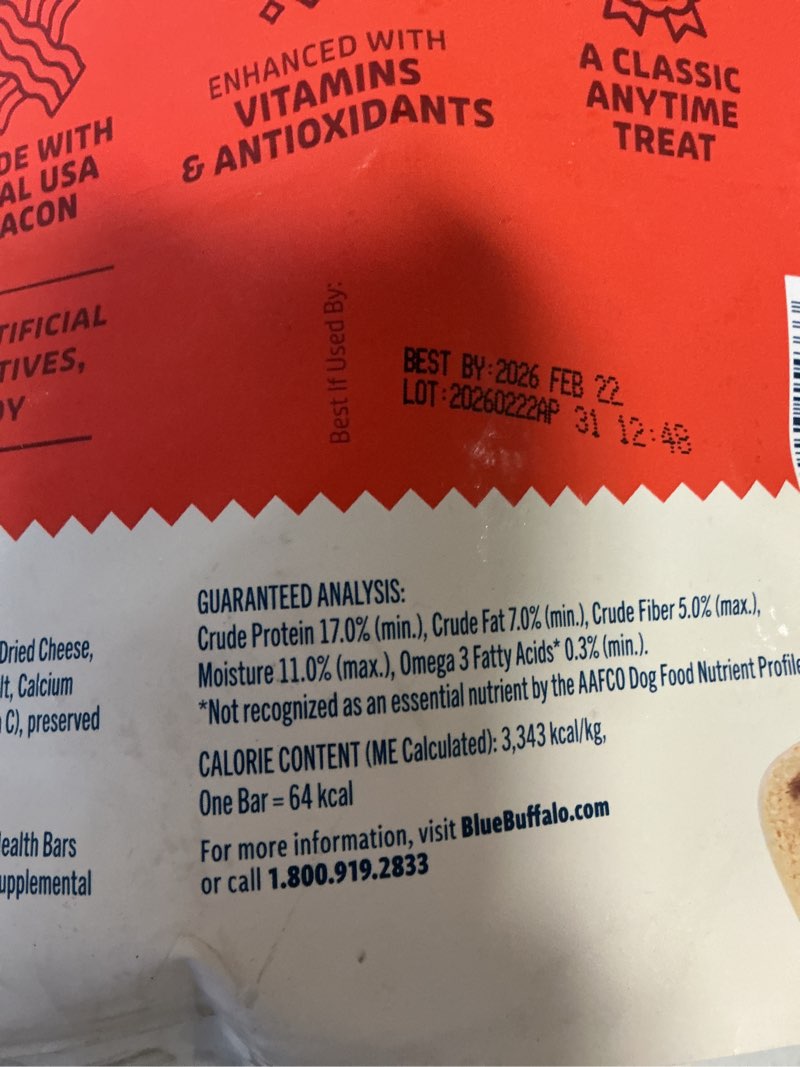 ENHANCED WITH
VITAMINS
& ANTIOXIDANTS
A CLASSIC
ANYTIME
TREAT
DE WITH
AL USA
ACON
TIFICIAL
TIVES,
OY
Best If Used By:
BEST BY:2026 FEB 22
LOT:20260222AP 31 12:48
Dried Cheese,
lt, Calcium
C), preserved
ealth Bars
upplemental
GUARANTEED ANALYSIS:
Crude Protein 17.0% (min.), Crude Fat 7.0% (min.), Crude Fiber 5.0% (max.),
Moisture 11.0% (max.), Omega 3 Fatty Acids* 0.3% (min.).
*Not recognized as an essential nutrient by the AAFCO Dog Food Nutrient Profile
CALORIE CONTENT (ME Calculated): 3,343 kcal/kg,
One Bar = 64 kcal
For more information, visit BlueBuffalo.com
or call 1.800.919.2833